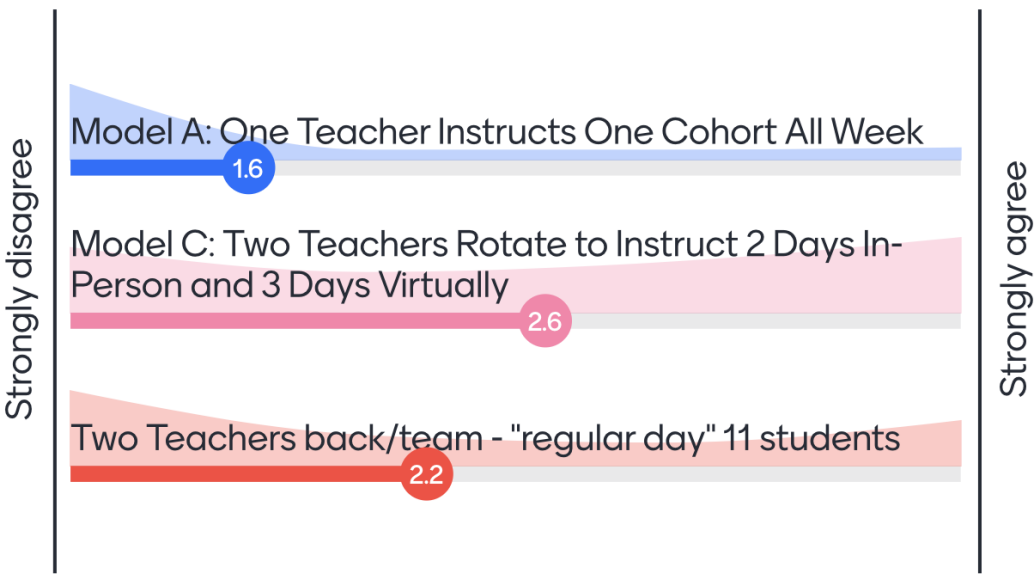 Strongly disagree
Model A: One Teacher Instructs One Cohort All Week
1.6
Model C: Two Teachers Rotate to Instruct 2 Days In-
Person and 3 Days Virtually
2.6
Two Teachers back/team - "regular day" 11 students
2.2
Strongly agree